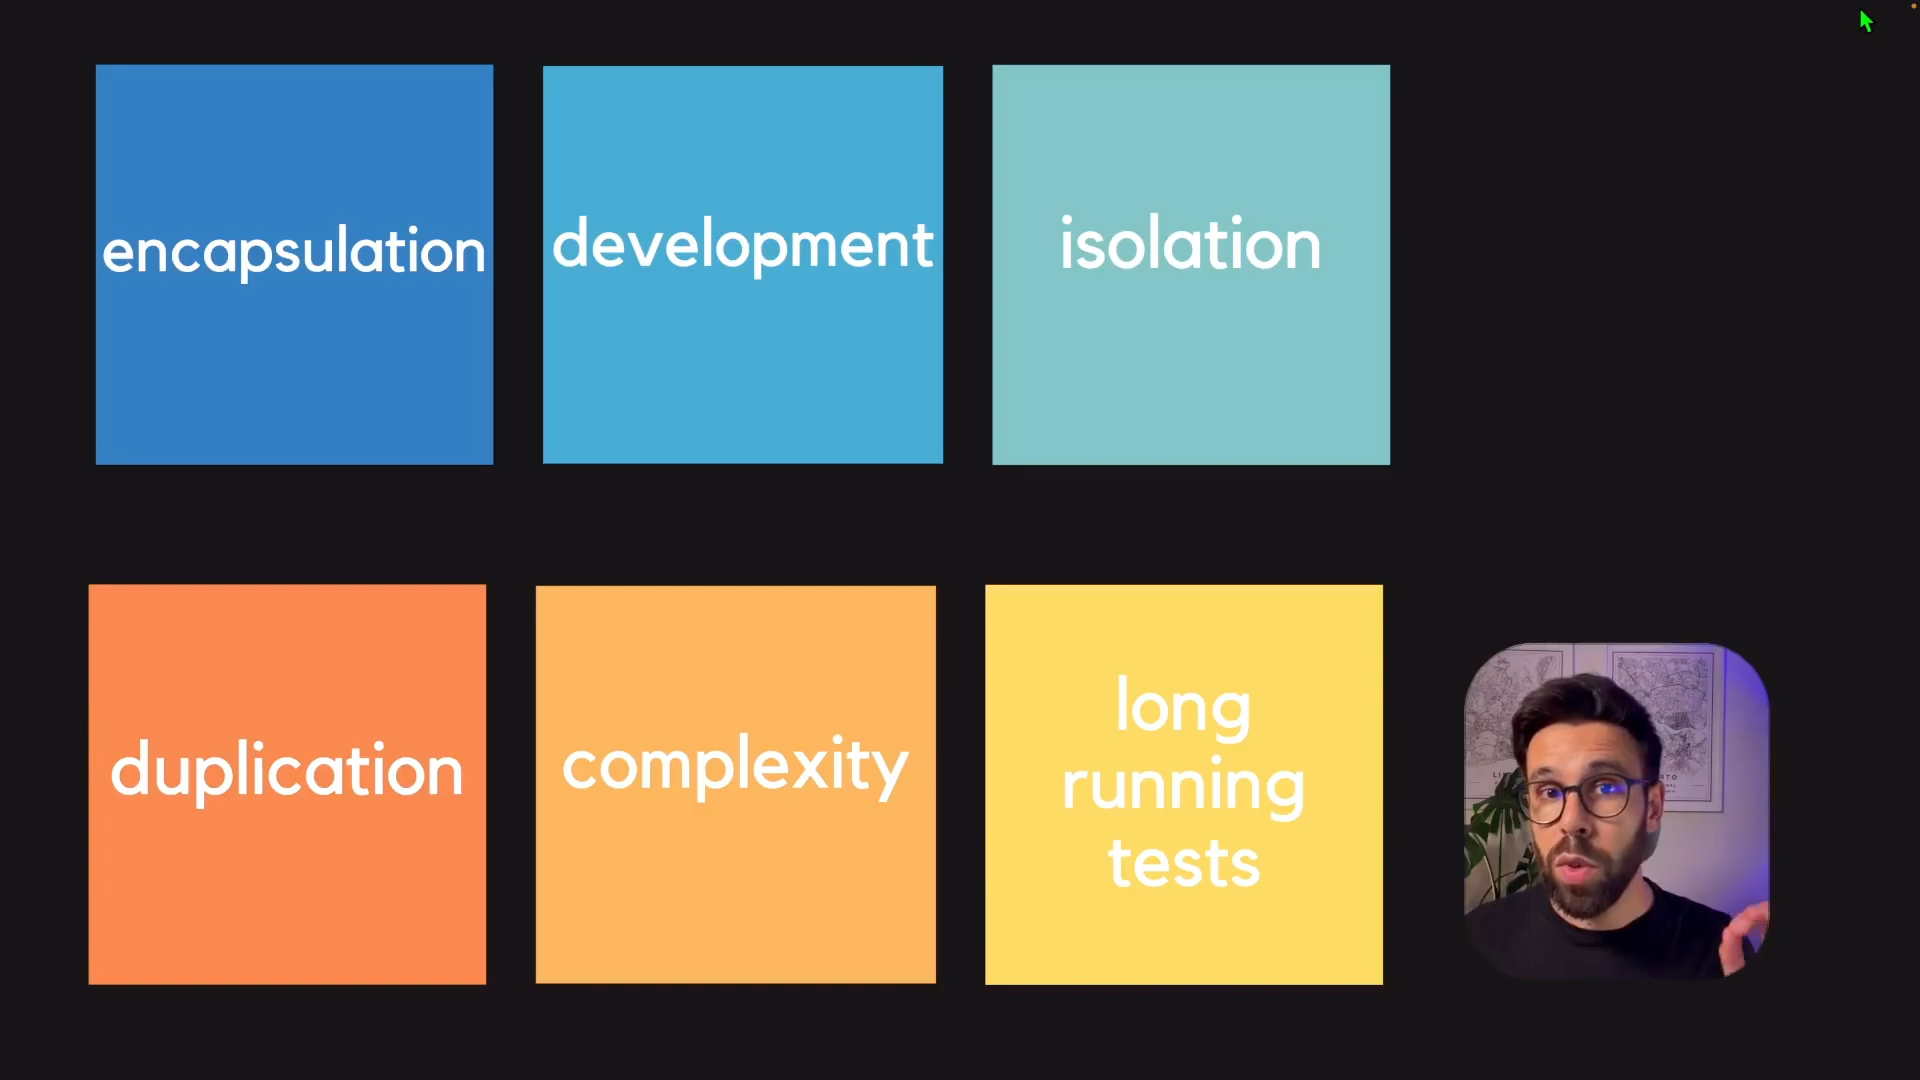 encapsulation
development
isolation
duplication
complexity
long
running
tests